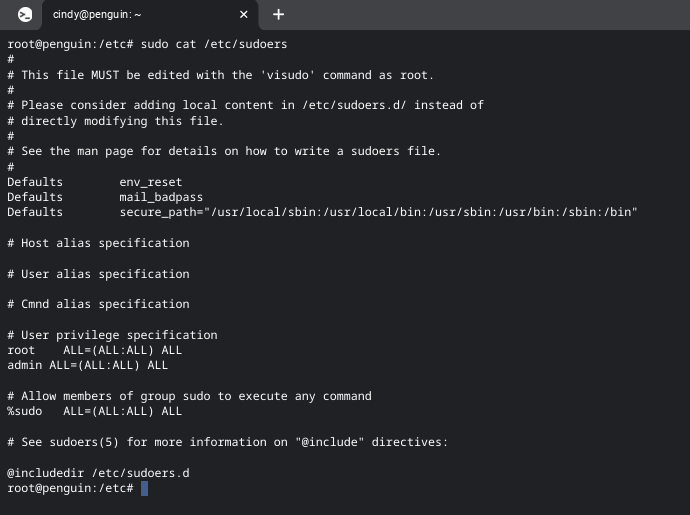 cindy@penguin: ~
root@penguin:/etc# sudo cat /etc/sudoers
#
# This file MUST be edited with the 'visudo' command as root.
#
# Please consider adding local content in /etc/sudoers.d/ instead of
# directly modifying this file.
#
# See the man page for details on how to write a sudoers file.
#
Defaults        env_reset
Defaults        mail_badpass
Defaults        secure_path="/usr/local/sbin:/usr/local/bin:/usr/sbin:/usr/bin:/sbin:/bin"

# Host alias specification

# User alias specification

# Cmnd alias specification

# User privilege specification
root    ALL=(ALL:ALL) ALL
admin ALL=(ALL:ALL) ALL

# Allow members of group sudo to execute any command
%sudo   ALL=(ALL:ALL) ALL

# See sudoers(5) for more information on "@include" directives:

@includedir /etc/sudoers.d
root@penguin:/etc#